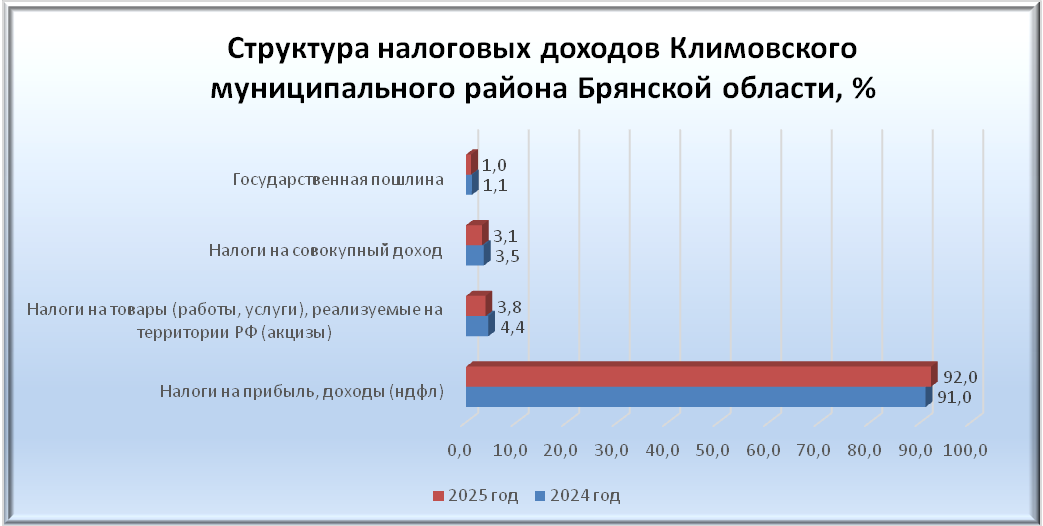 Структура налоговых доходов Климовского
муниципального района Брянской области, %
Государственная пошлина
1,0
1,1
Налоги на совокупный доход
3,1
3,5
Налоги на товары (работы, услуги), реализуемые на
территории РФ (акцизы)
3,8
4,4
Налоги на прибыль, доходы (ндфл)
92,0
91,0
0,0 10,0 20,0 30,0 40,0 50,0 60,0 70,0 80,0 90,0 100,0
2025 год 2024 год